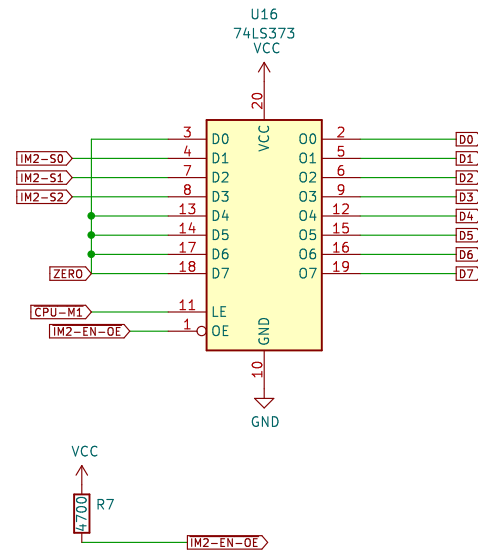 U16
74LS373
VCC
20
VCC
3 D0 O0 2 D0
IM2-S0 4 D1 O1 5 D1
IM2-S1 7 D2 O2 6 D2
IM2-S2 8 D3 O3 9 D3
13 D4 O4 12 D4
14 D5 O5 15 D5
17 D6 O6 16 D6
ZERO 18 D7 O7 19 D7
CPU-M1 11 LE
IM2-EN-OE 1 OE
GND
10
GND
VCC
4700 R7
IM2-EN-OE